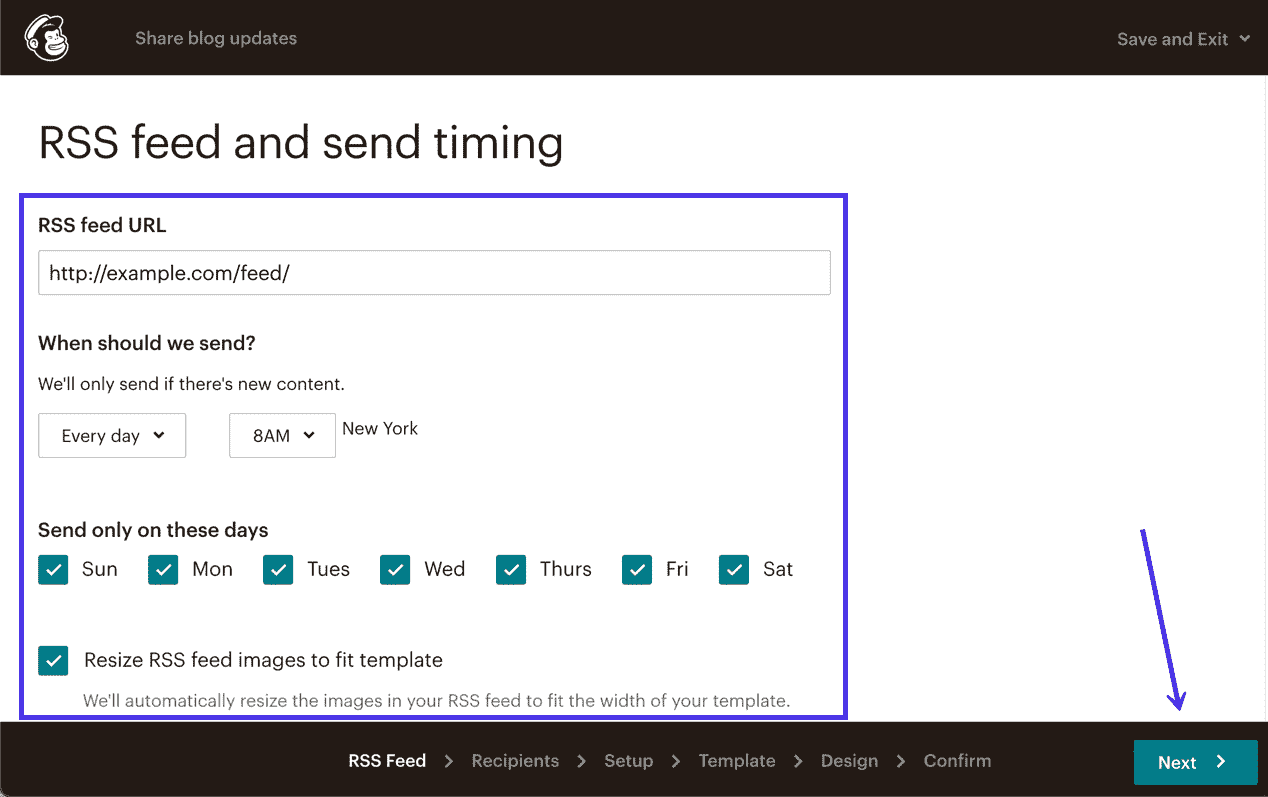 Share blog updates
Save and Exit
RSS feed and send timing
RSS feed URL
http://example.com/feed/
When should we send?
We'll only send if there's new content.
Every day 8AM New York
Send only on these days
Sun Mon Tues Wed Thurs Fri Sat
Resize RSS feed images to fit template
We'll automatically resize the images in your RSS feed to fit the width of your template.
RSS Feed > Recipients > Setup > Template > Design > Confirm
Next >